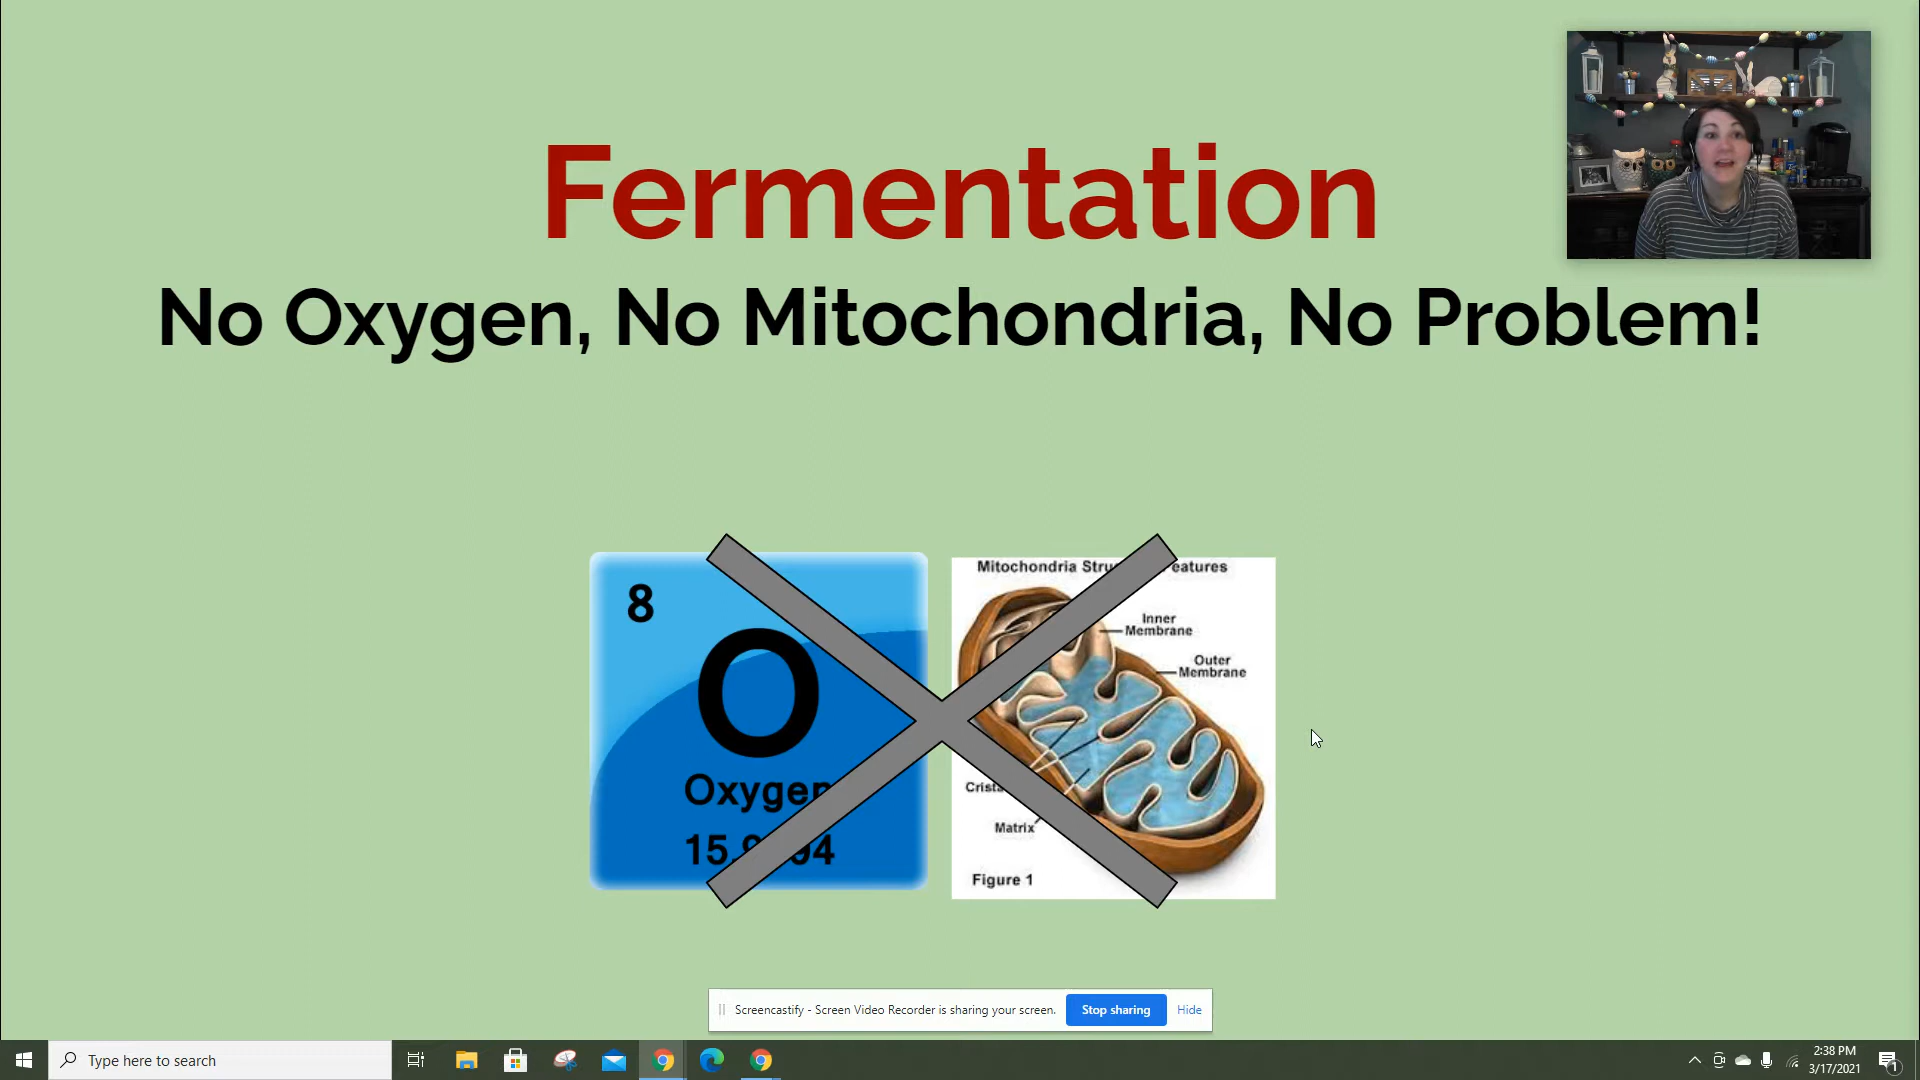 Fermentation
No Oxygen, No Mitochondria, No Problem!
8
O
Oxygen
Mitochondria
Inner
Membrane
Outer
Membrane
Matrix
Figure 1
Screencastify - Screen Video Recorder is sharing your screen.
Stop sharing
Hide
Type here to search
2:38 PM
3/17/2021
1